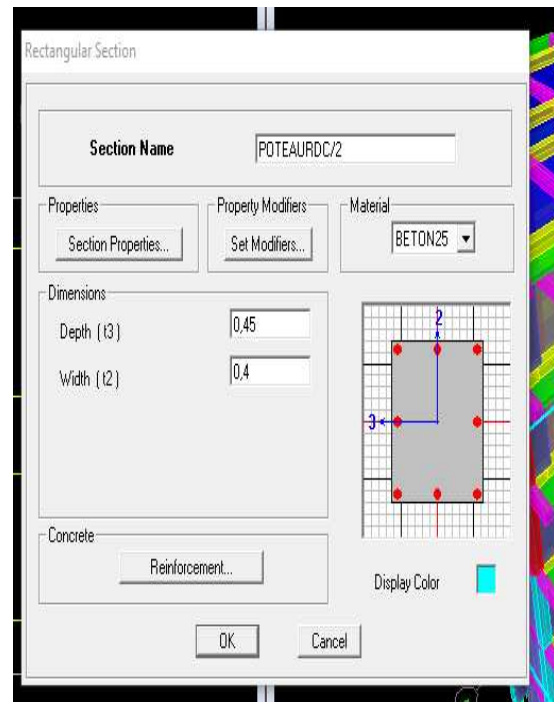 Rectangular Section
Section Name POTEAURDC/2
Properties Property Modifiers Material
Section Properties... Set Modifiers... BETON25
Dimensions
Depth ( t3 ) 0,45
Width ( t2 ) 0,4
2
3
Concrete
Reinforcement...
Display Color
OK Cancel